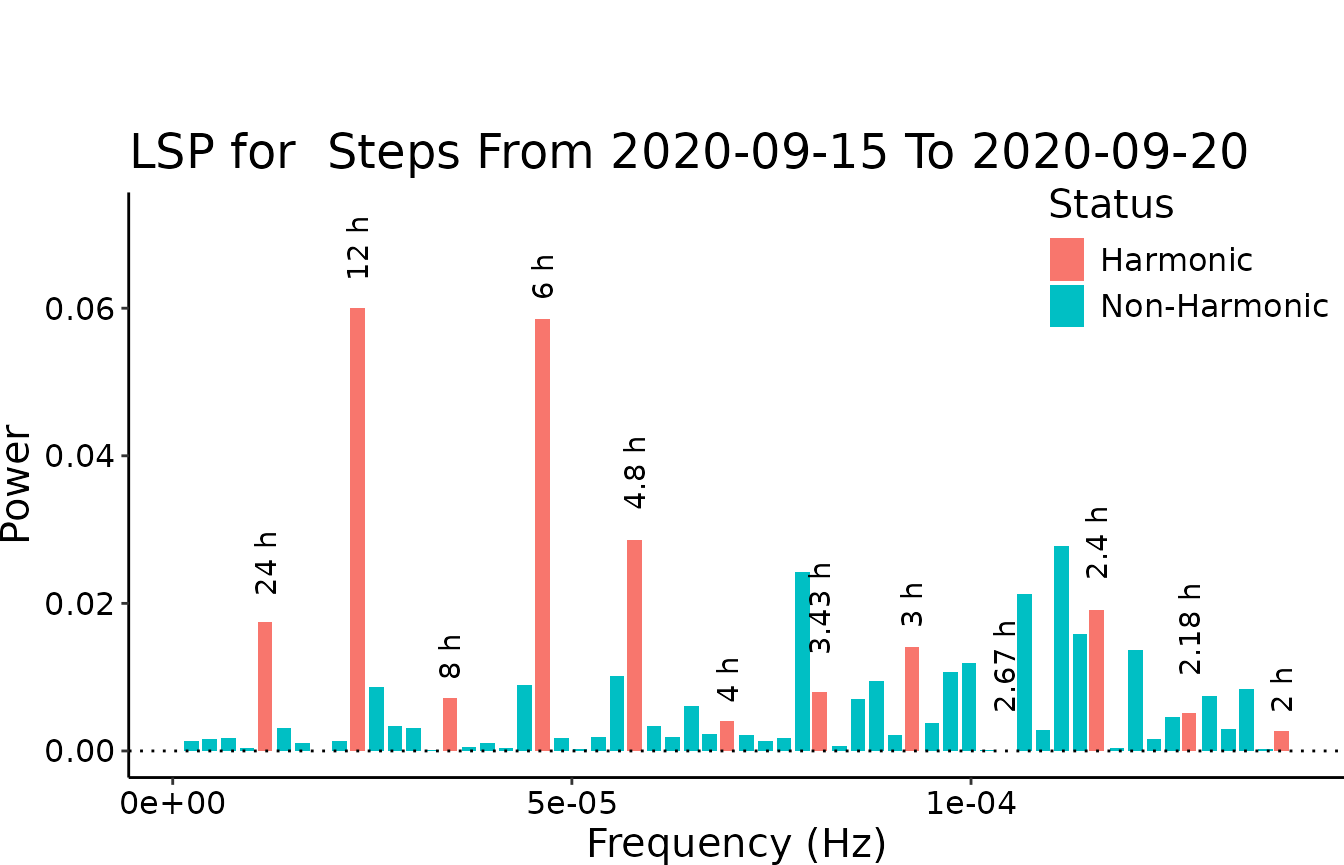 LSP for  Steps From 2020-09-15 To 2020-09-20
Status
Harmonic
Non-Harmonic
Power
0.06
0.04
0.02
0.00
24 h
12 h
8 h
6 h
4.8 h
4 h
3.43 h
3 h
2.67 h
2.4 h
2.18 h
2 h
0e+00
5e-05
1e-04
Frequency (Hz)